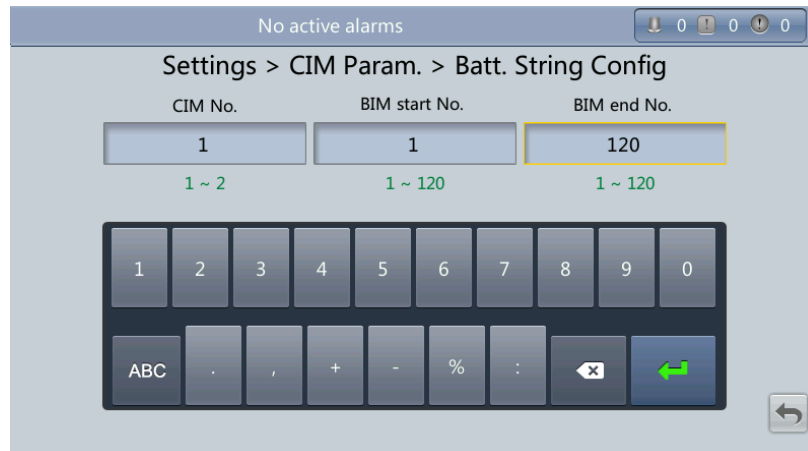 No active alarms
0 0 0
Settings > CIM Param. > Batt. String Config
CIM No. BIM start No. BIM end No.
1 1 120
1 ~ 2 1 ~ 120 1 ~ 120
1 2 3 4 5 6 7 8 9 0
ABC . , + - % :